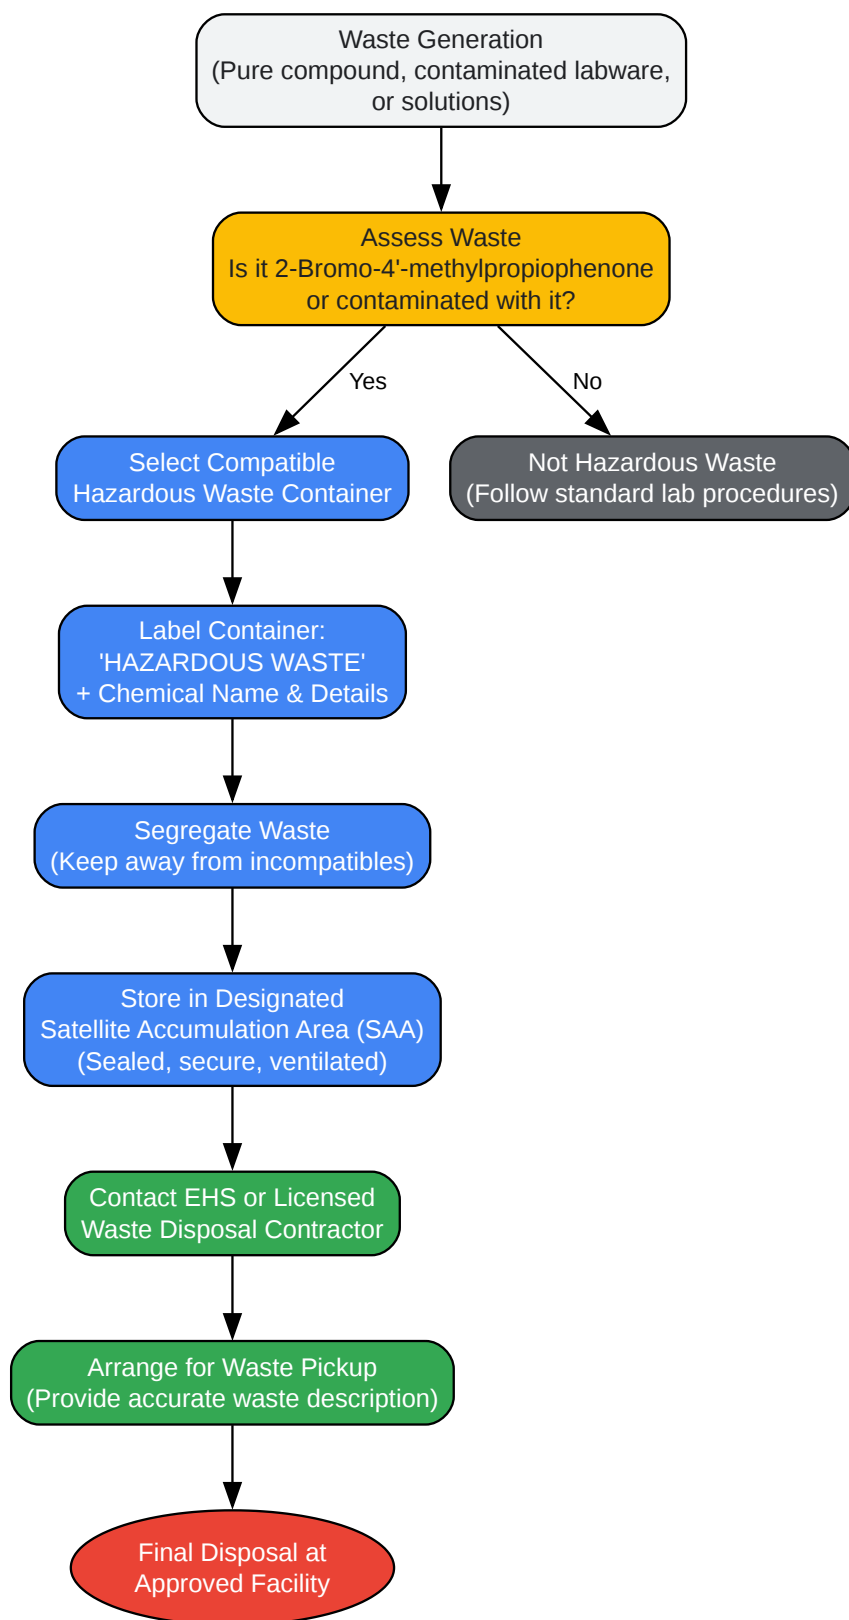 Waste Generation
(Pure compound, contaminated labware,
or solutions)
Assess Waste
Is it 2-Bromo-4'-methylpropiophenone
or contaminated with it?
Yes
No
Select Compatible
Hazardous Waste Container
Not Hazardous Waste
(Follow standard lab procedures)
Label Container:
'HAZARDOUS WASTE'
+ Chemical Name & Details
Segregate Waste
(Keep away from incompatibles)
Store in Designated
Satellite Accumulation Area (SAA)
(Sealed, secure, ventilated)
Contact EHS or Licensed
Waste Disposal Contractor
Arrange for Waste Pickup
(Provide accurate waste description)
Final Disposal at
Approved Facility